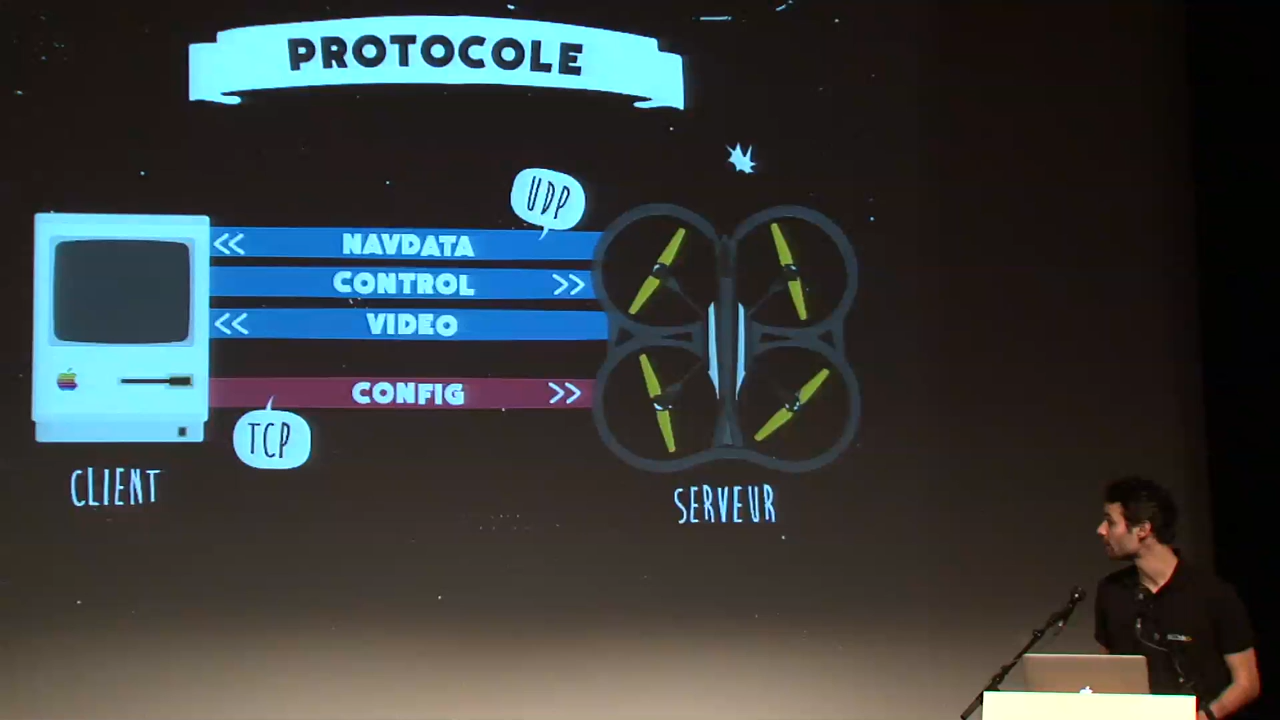 PROTOCOLE
UDP
NAVDATA
CONTROL
VIDEO
CONFIG
TCP
CLIENT
SERVEUR